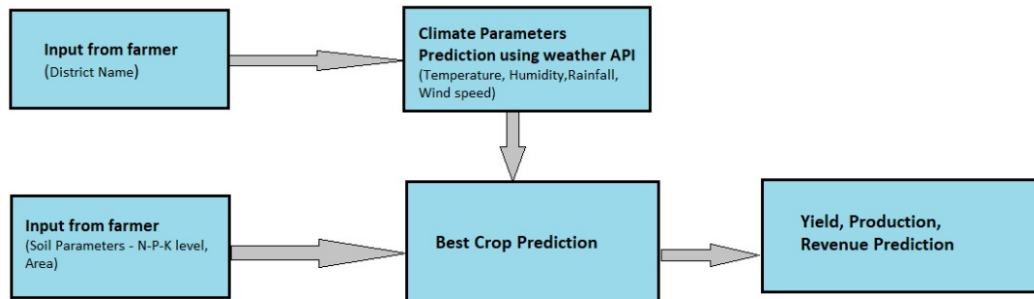 Input from farmer
(District Name)
Climate Parameters
Prediction using weather API
(Temperature, Humidity,Rainfall,
Wind speed)
Input from farmer
(Soil Parameters - N-P-K level,
Area)
Best Crop Prediction
Yield, Production,
Revenue Prediction